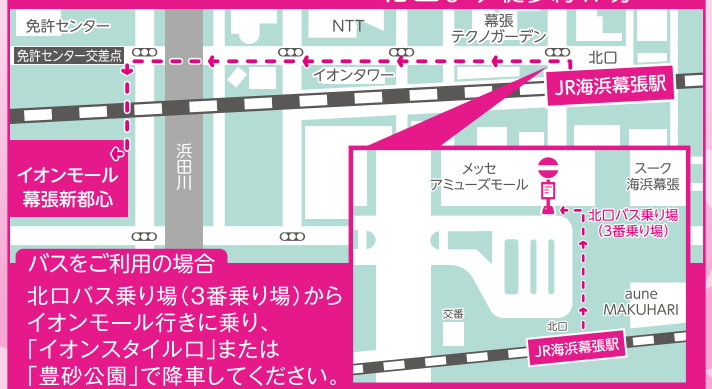 免許センター
NTT
幕張
テクノガーデン
免許センター交差点
北口
イオンタワー
JR海浜幕張駅
浜田川
イオンモール
幕張新都心
メッセ
アミューズモール
スーク
海浜幕張
北口バス乗り場
（3番乗り場）
aune
MAKUHARI
交番
北口
JR海浜幕張駅
バスをご利用の場合
北口バス乗り場（3番乗り場）から
イオンモール行きに乗り、
「イオンスタイル口」または
「豊砂公園」で降車してください。